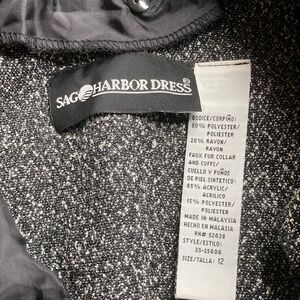 SAG HARBOR DRESS®
BODICE/CORPIÑO:
80% POLYESTER/
POLIESTER
20% RAYON/
RAYON
FAUX FUR COLLAR
AND CUFFS/
CUELLO Y PUÑOS
DE PIEL SINTETICO:
85% ACRYLIC/
ACRILICO
15% POLYESTER/
POLIESTER
MADE IN MALAYSIA
HECHO EN MALASIA
RN# 52438
STYLE/ESTILO:
SIZE/TALLA: 12